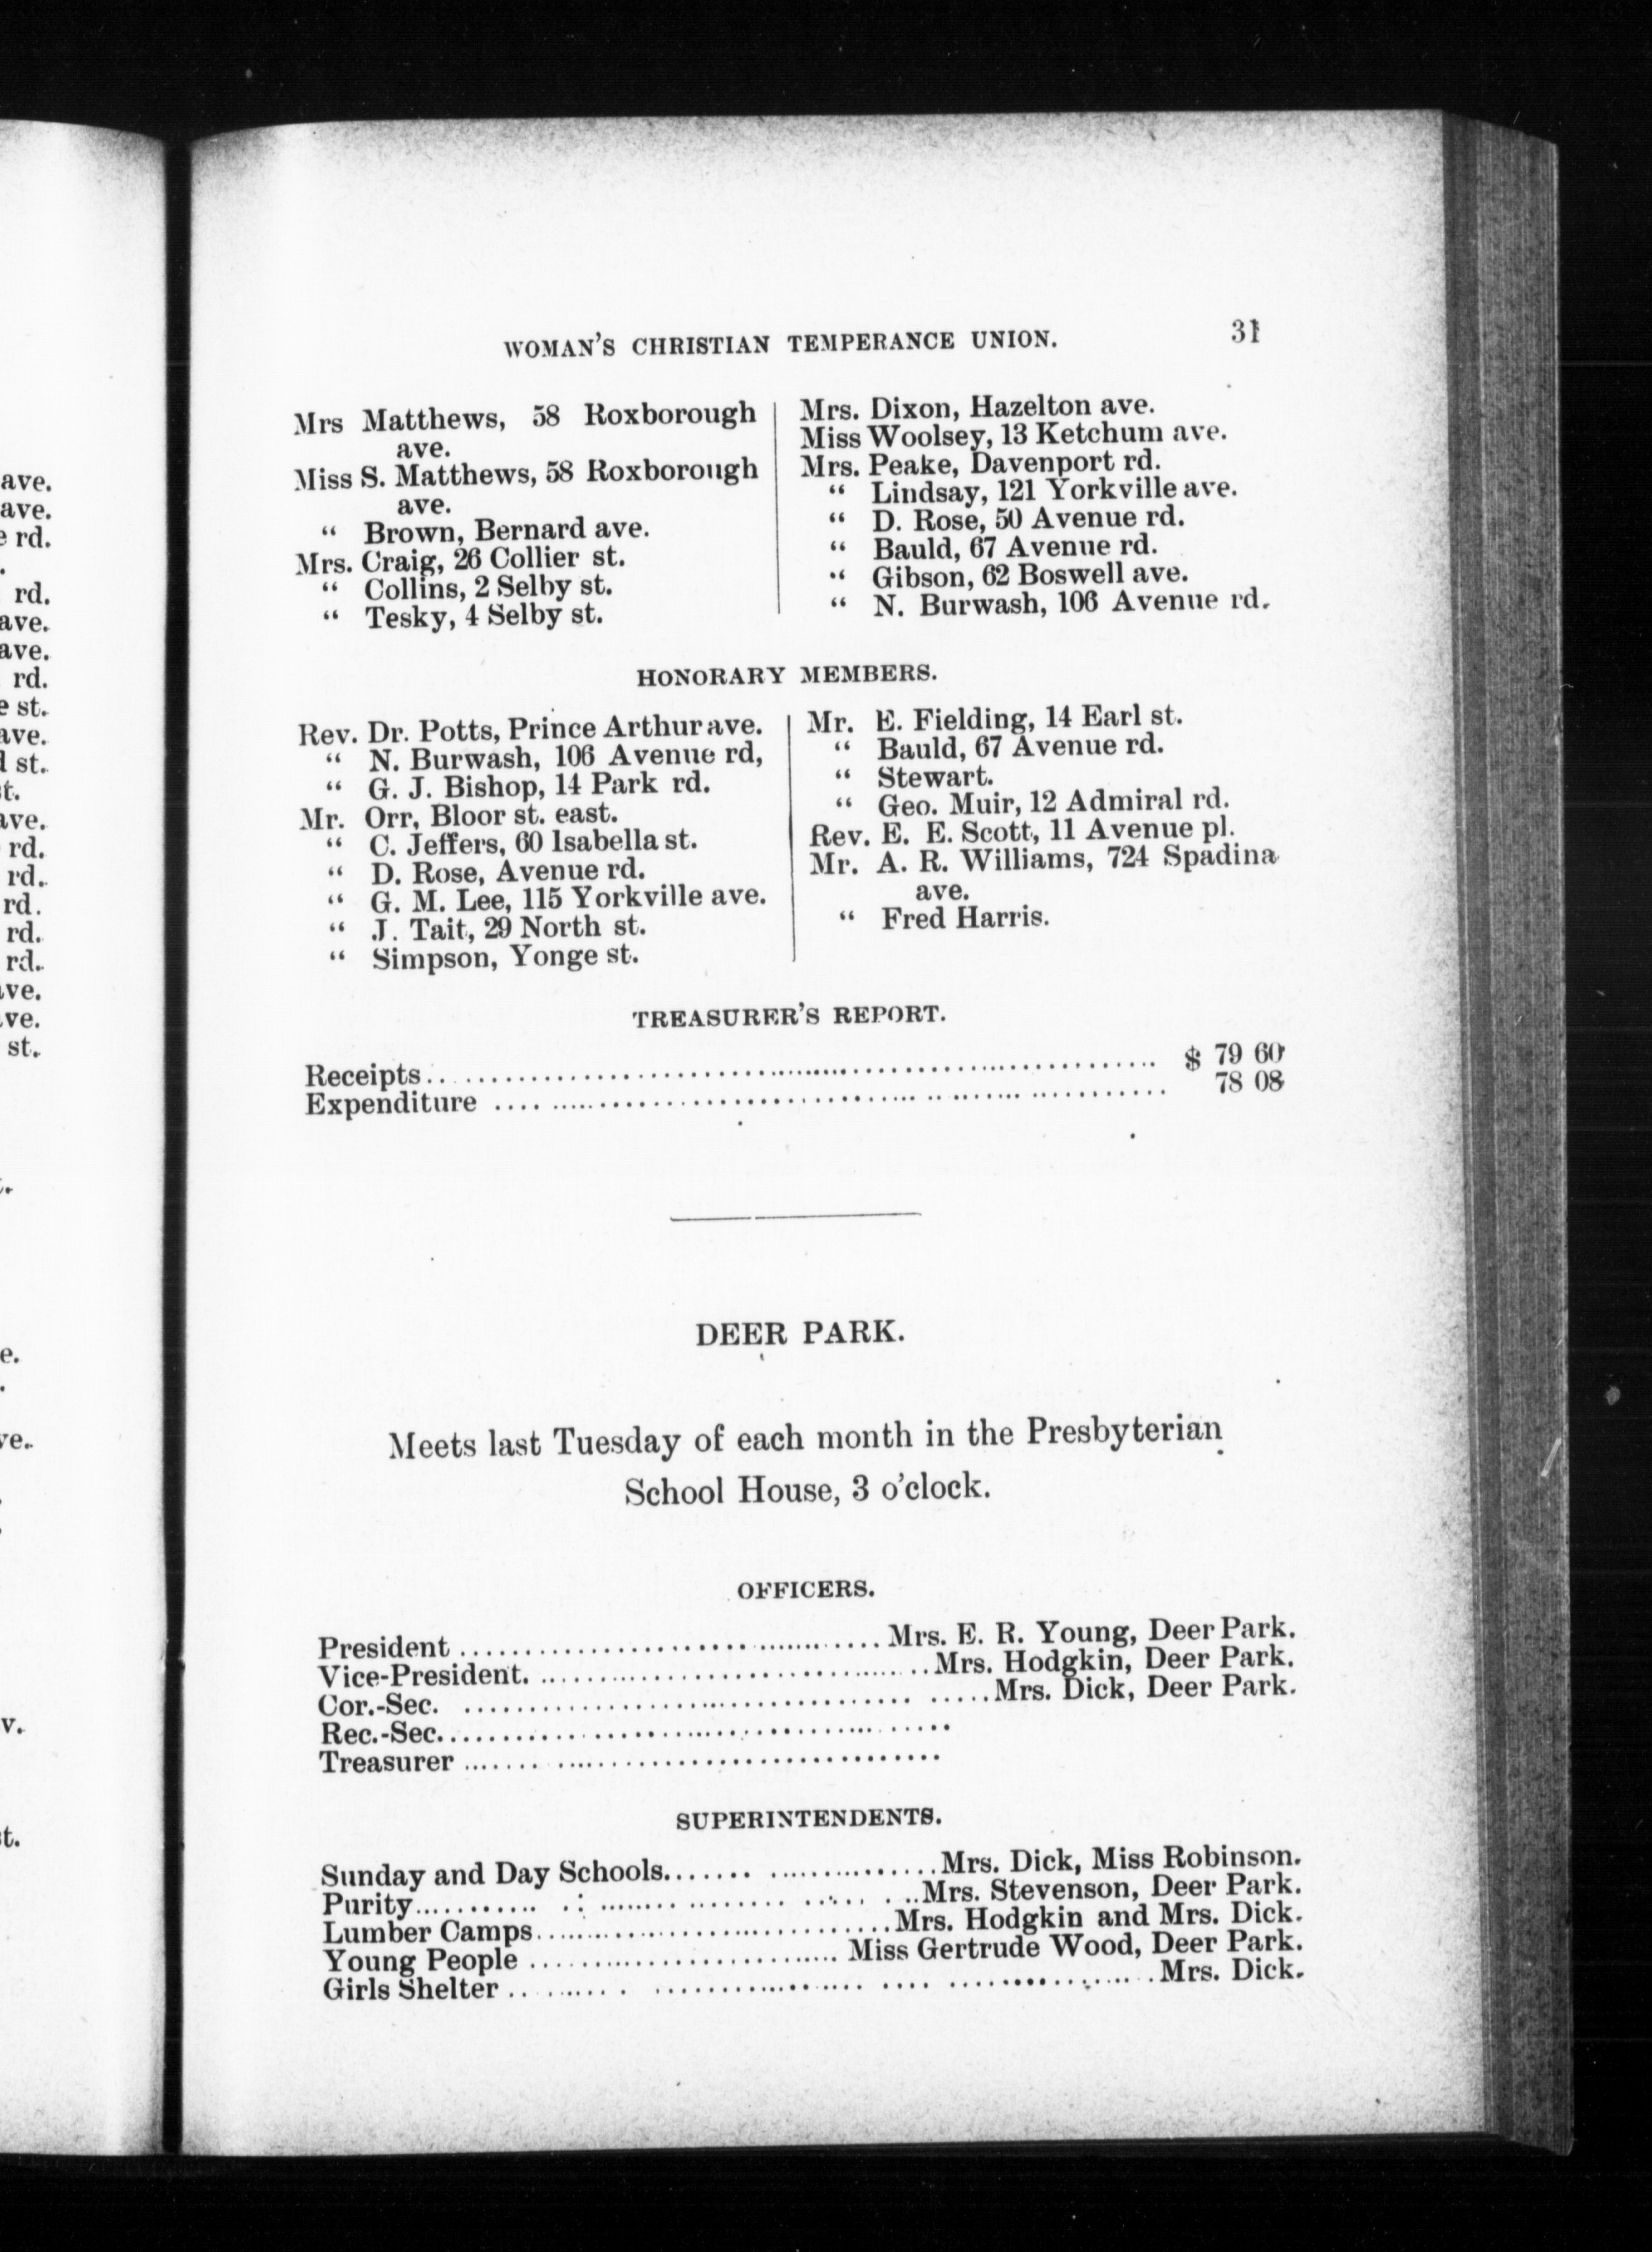 WOMAN'S CHRISTIAN TEMPERANCE UNION. 31
Mrs Matthews, 58 Roxborough
ave.
Miss S. Matthews, 58 Roxborough
ave.
“ Brown, Bernard ave.
Mrs. Craig, 26 Collier st.
“ Collins, 2 Selby st.
“ Tesky, 4 Selby st.
Mrs. Dixon, Hazelton ave.
Miss Woolsey, 13 Ketchum ave.
Mrs. Peake, Davenport rd.
“ Lindsay, 121 Yorkville ave.
“ D. Rose, 50 Avenue rd.
“ Bauld, 67 Avenue rd.
“ Gibson, 62 Boswell ave.
“ N. Burwash, 106 Avenue rd.
HONORARY MEMBERS.
Rev. Dr. Potts, Prince Arthur ave.
“ N. Burwash, 106 Avenue rd,
“ G. J. Bishop, 14 Park rd.
Mr. Orr, Bloor st. east.
“ C. Jeffers, 60 Isabella st.
“ D. Rose, Avenue rd.
“ G. M. Lee, 115 Yorkville ave.
“ J. Tait, 29 North st.
“ Simpson, Yonge st.
Mr. E. Fielding, 14 Earl st.
“ Bauld, 67 Avenue rd.
“ Stewart.
“ Geo. Muir, 12 Admiral rd.
Rev. E. E. Scott, 11 Avenue pl.
Mr. A. R. Williams, 724 Spadina
ave.
“ Fred Harris.
TREASURER'S REPORT.
Receipts........................ $ 79 60
Expenditure ........................ 78 08
DEER PARK.
Meets last Tuesday of each month in the Presbyterian
School House, 3 o'clock.
OFFICERS.
President ........................ Mrs. E. R. Young, Deer Park.
Vice-President. ........................ Mrs. Hodgkin, Deer Park.
Cor.-Sec. ........................ Mrs. Dick, Deer Park.
Rec.-Sec.........................
Treasurer ........................
SUPERINTENDENTS.
Sunday and Day Schools........................ Mrs. Dick, Miss Robinson.
Purity........................ Mrs. Stevenson, Deer Park.
Lumber Camps........................ Mrs. Hodgkin and Mrs. Dick.
Young People ........................ Miss Gertrude Wood, Deer Park.
Girls Shelter ........................ Mrs. Dick.